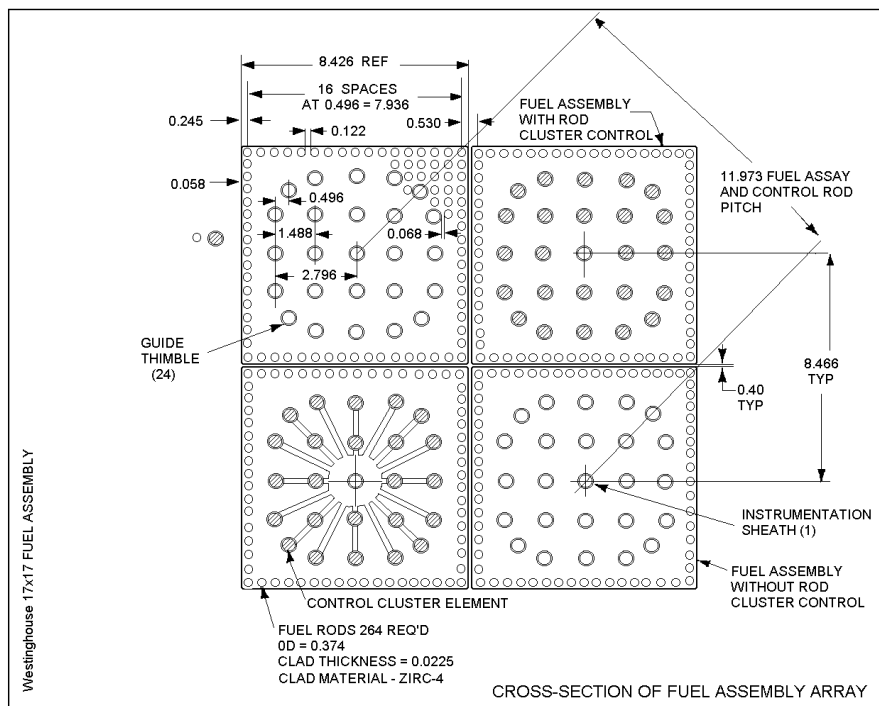 8.426 REF
16 SPACES
AT 0.496 = 7.936
0.245
0.122
0.530
FUEL ASSEMBLY
WITH ROD
CLUSTER CONTROL
11.973 FUEL ASSAY
AND CONTROL ROD
PITCH
0.058
0.496
1.488
0.068
2.796
GUIDE
THIMBLE
(24)
8.466
TYP
0.40
TYP
INSTRUMENTATION
SHEATH (1)
FUEL ASSEMBLY
WITHOUT ROD
CLUSTER CONTROL
CONTROL CLUSTER ELEMENT
FUEL RODS 264 REQ'D
0D = 0.374
CLAD THICKNESS = 0.0225
CLAD MATERIAL - ZIRC-4
Westinghouse 17x17 FUEL ASSEMBLY
CROSS-SECTION OF FUEL ASSEMBLY ARRAY